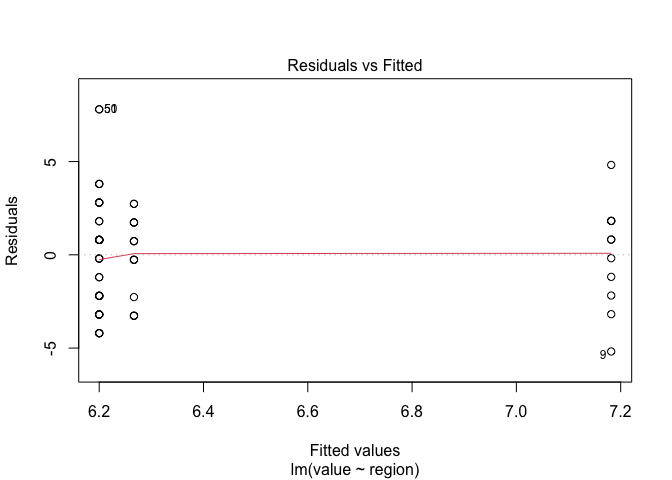 Residuals vs Fitted
Residuals
5
0
-5
9
6.2 6.4 6.6 6.8 7.0 7.2
Fitted values
lm(value ~ region)